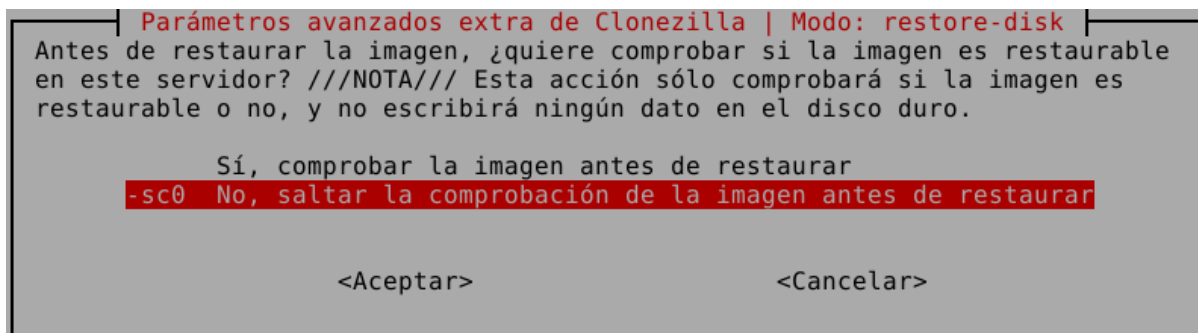 Parámetros avanzados extra de Clonezilla | Modo: restore-disk
Antes de restaurar la imagen, ¿quiere comprobar si la imagen es restaurable
en este servidor? ///NOTA/// Esta acción sólo comprobará si la imagen es
restaurable o no, y no escribirá ningún dato en el disco duro.
Sí, comprobar la imagen antes de restaurar
-sc0 No, saltar la comprobación de la imagen antes de restaurar
<Aceptar> <Cancelar>